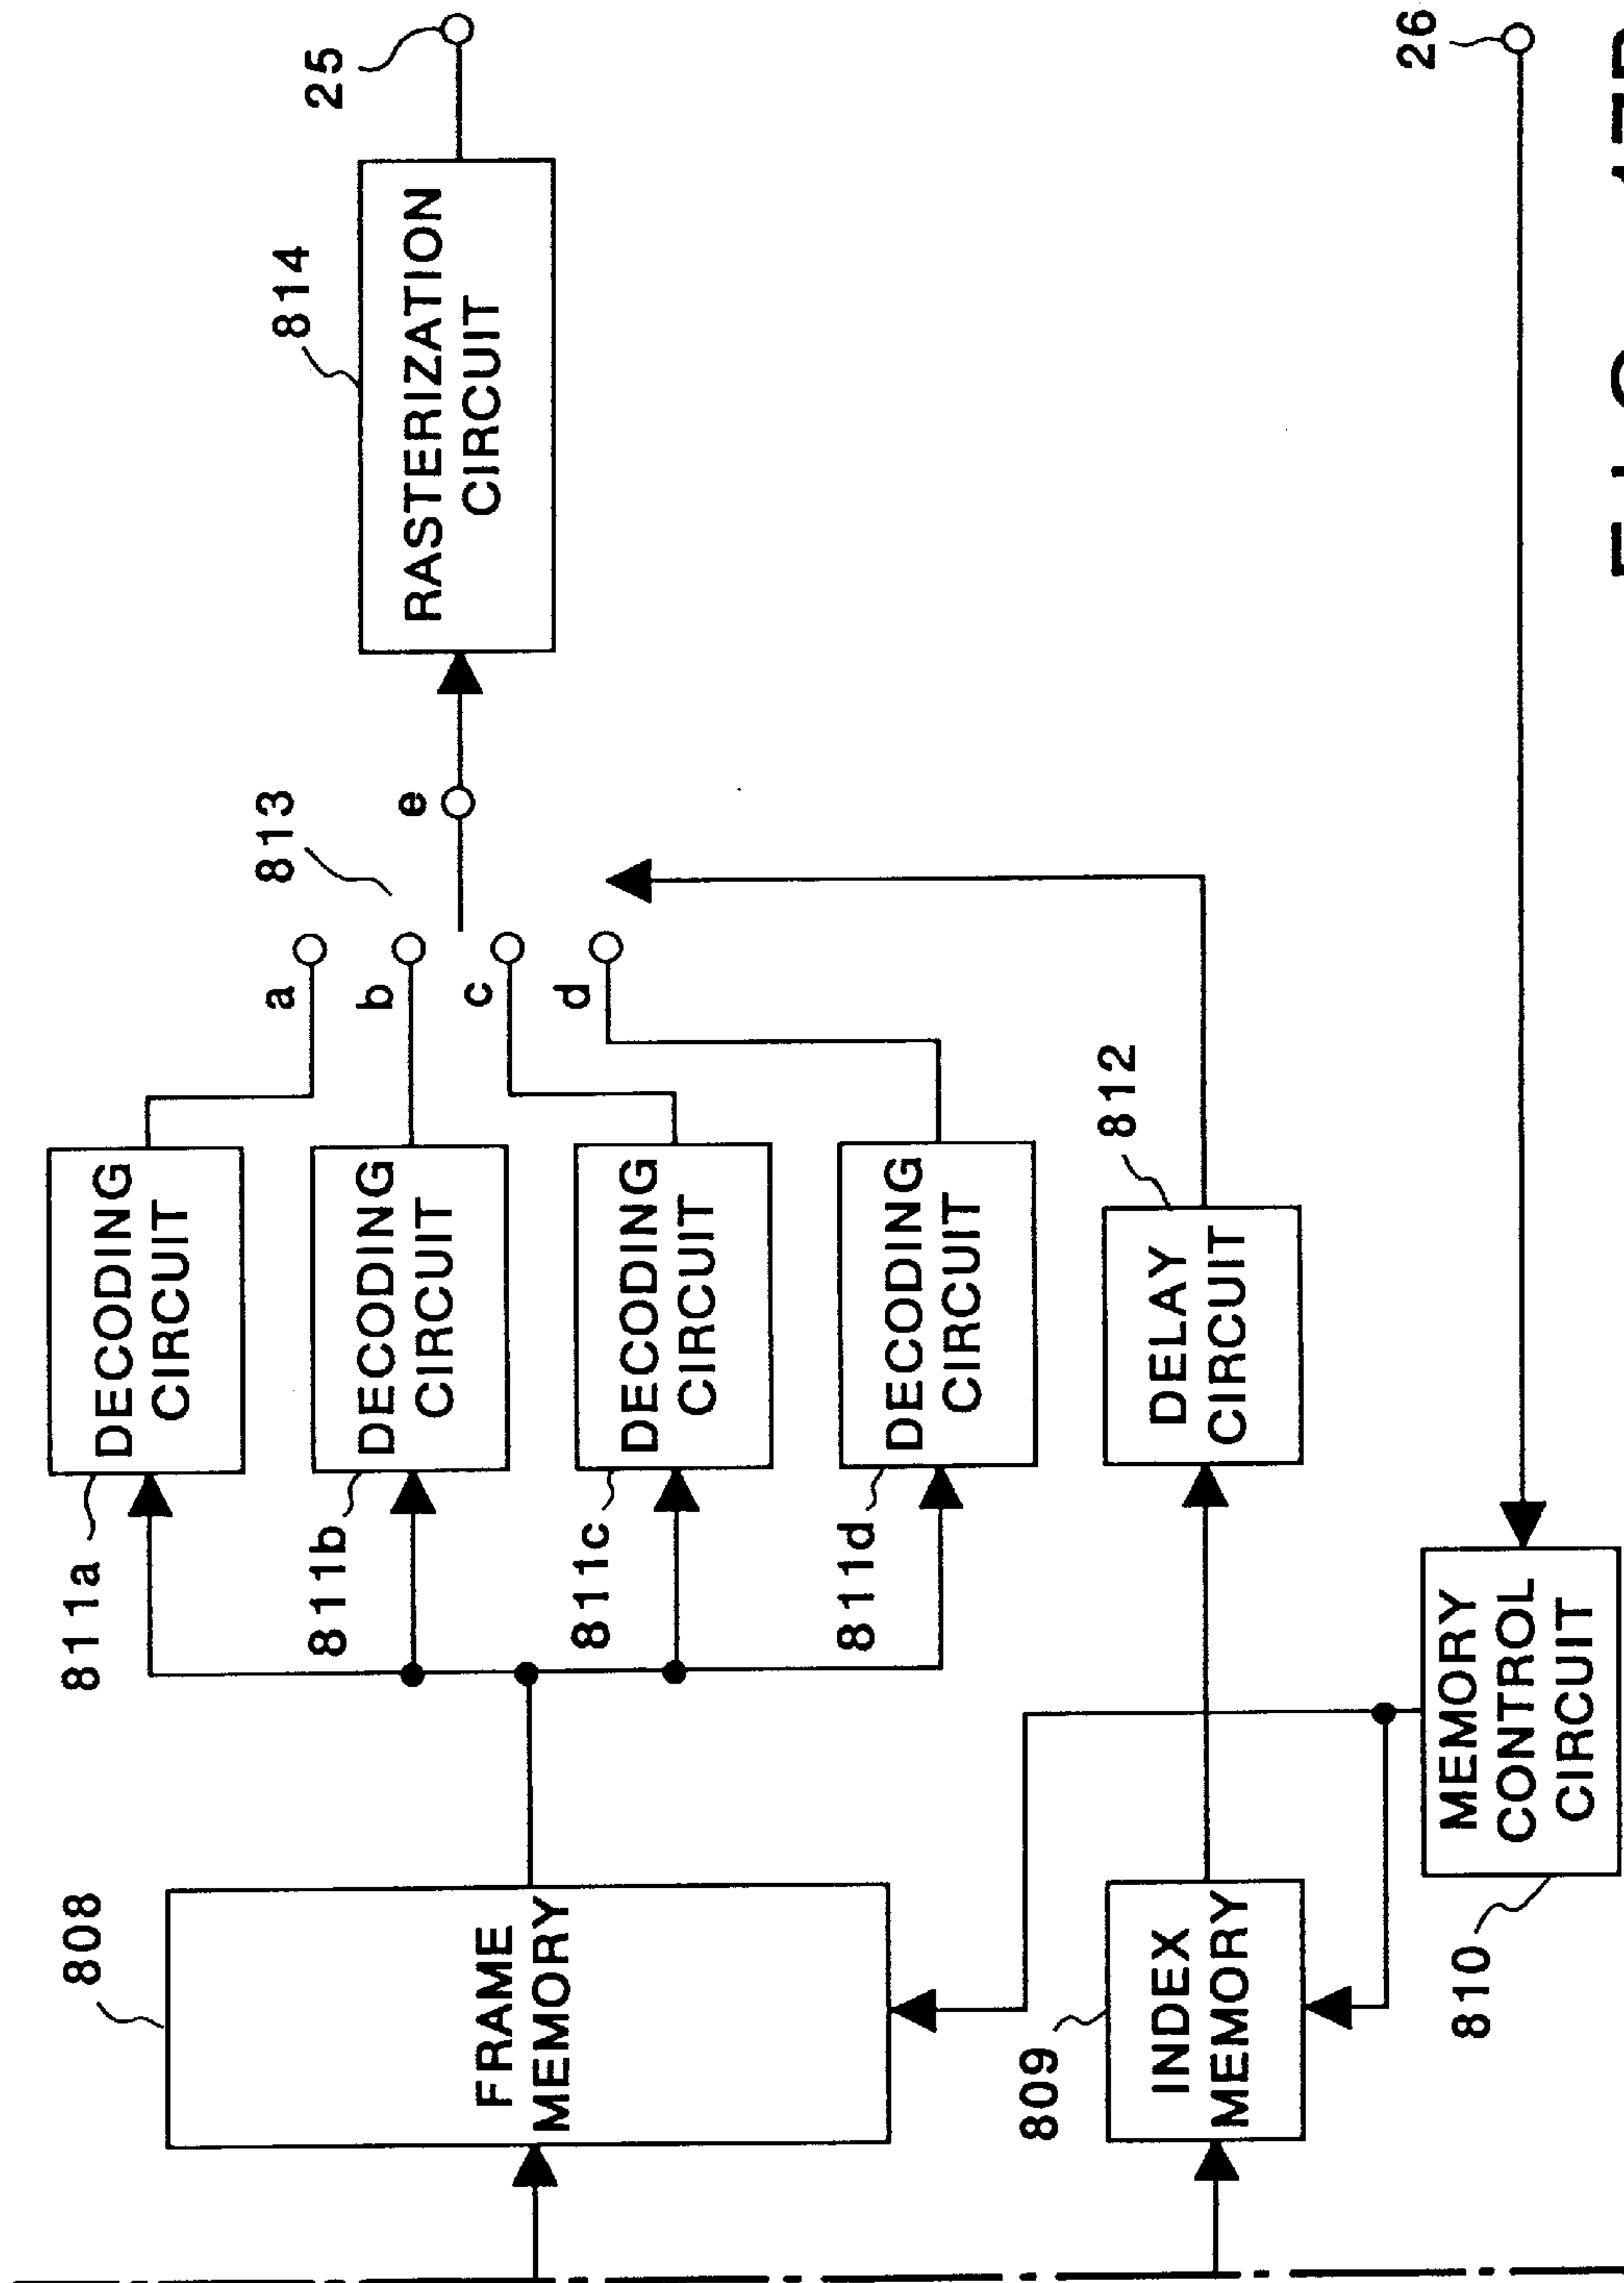 808
FRAME
MEMORY
809
INDEX
MEMORY
810
MEMORY
CONTROL
CIRCUIT
811a
DECODING
CIRCUIT
811b
DECODING
CIRCUIT
811c
DECODING
CIRCUIT
811d
DECODING
CIRCUIT
812
DELAY
CIRCUIT
a
b
c
d
813
e
814
RASTERIZATION
CIRCUIT
25
26